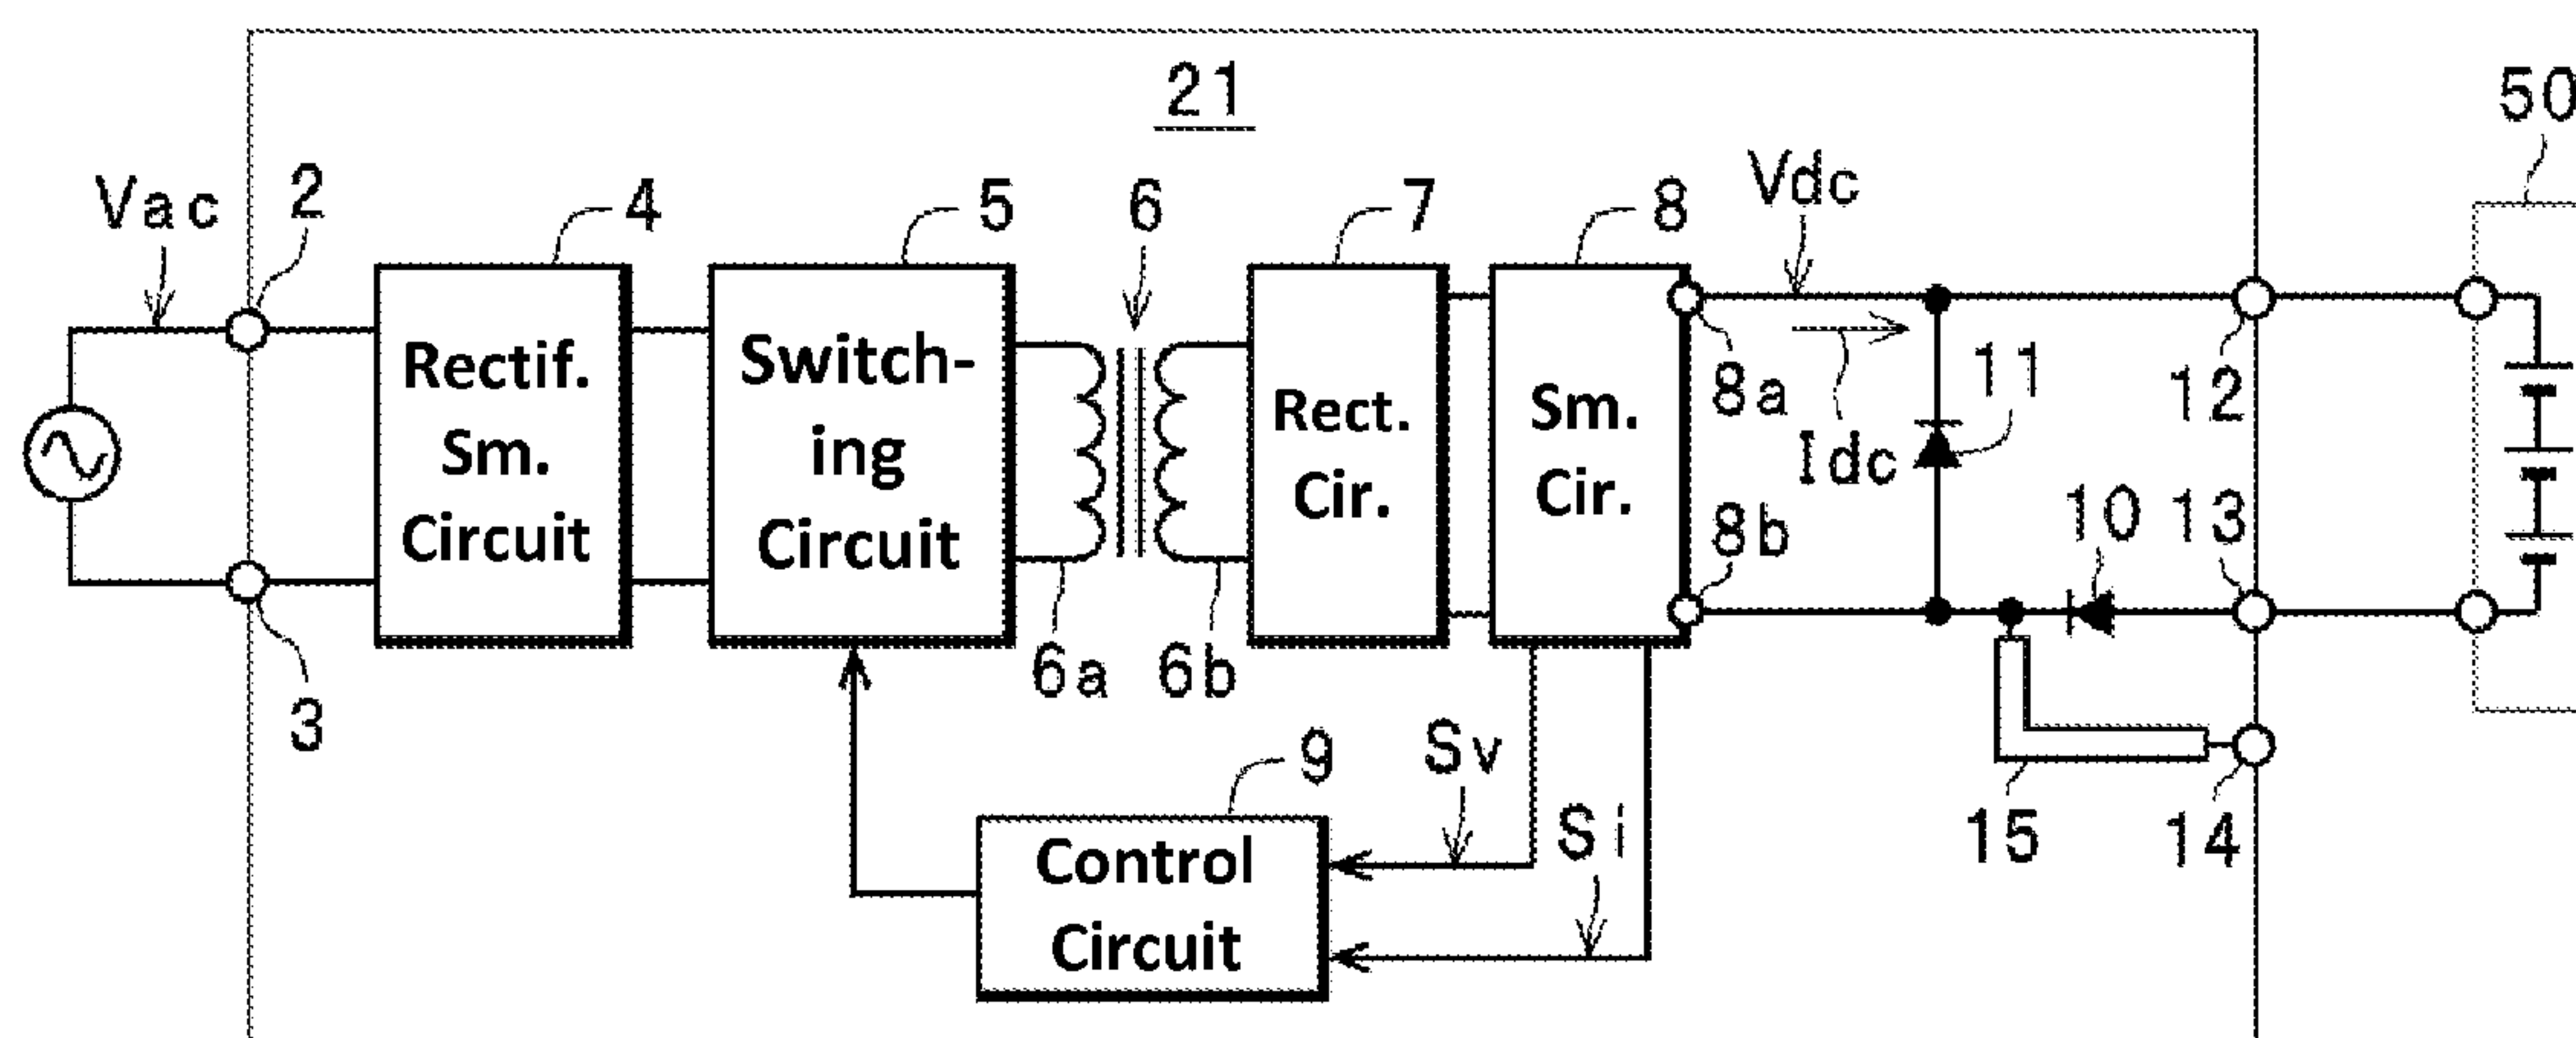 21
50
Vac
2
4
5
6
7
8
Vdc
Rectif.
Sm.
Circuit
Switch-
ing
Circuit
Rect.
Cir.
Sm.
Cir.
8a
11
12
Idc
8b
10
13
3
6a
6b
9
Sv
Si
15
14
Control
Circuit